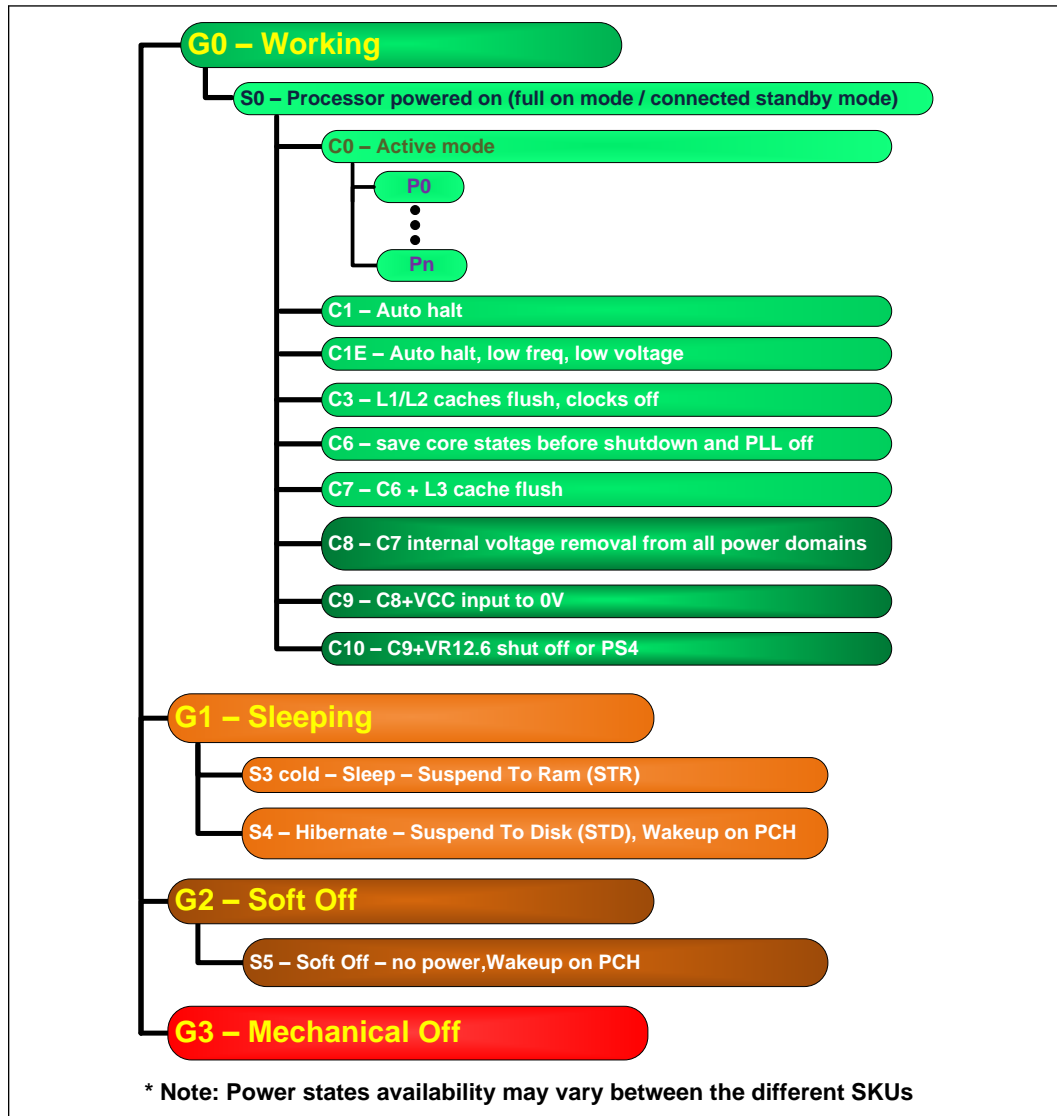 G0 – Working
S0 – Processor powered on (full on mode / connected standby mode)
C0 – Active mode
P0
Pn
C1 – Auto halt
C1E – Auto halt, low freq, low voltage
C3 – L1/L2 caches flush, clocks off
C6 – save core states before shutdown and PLL off
C7 – C6 + L3 cache flush
C8 – C7 internal voltage removal from all power domains
C9 – C8+VCC input to 0V
C10 – C9+VR12.6 shut off or PS4
G1 – Sleeping
S3 cold – Sleep – Suspend To Ram (STR)
S4 – Hibernate – Suspend To Disk (STD), Wakeup on PCH
G2 – Soft Off
S5 – Soft Off – no power,Wakeup on PCH
G3 – Mechanical Off
* Note: Power states availability may vary between the different SKUs